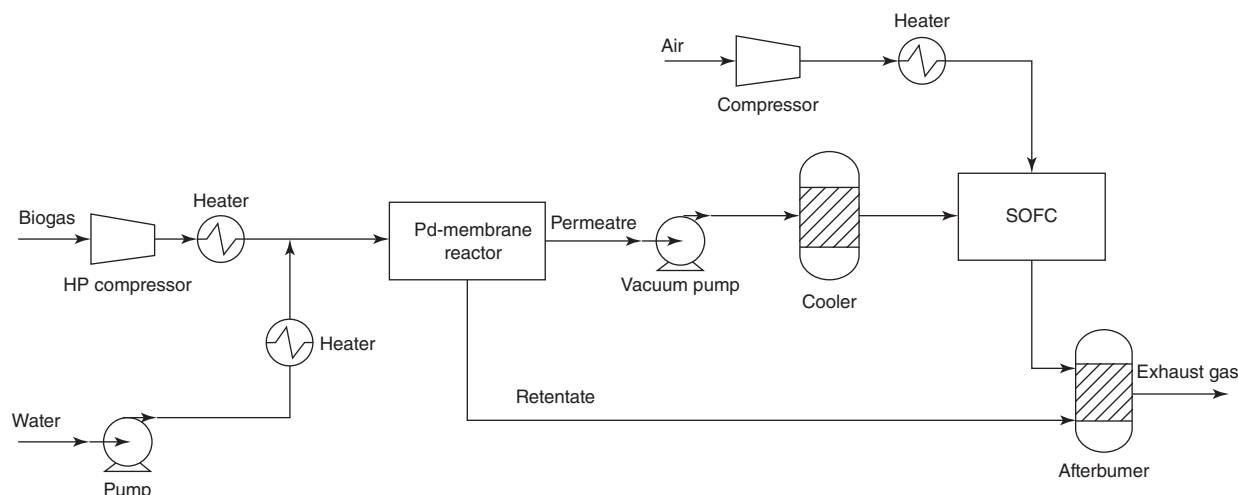 Heater
Air
Compressor
Heater
Biogas
HP compressor
Pd-membrane
reactor
Permeatre
Vacuum pump
Cooler
SOFC
Heater
Water
Pump
Retentate
Exhaust gas
Afterbumer